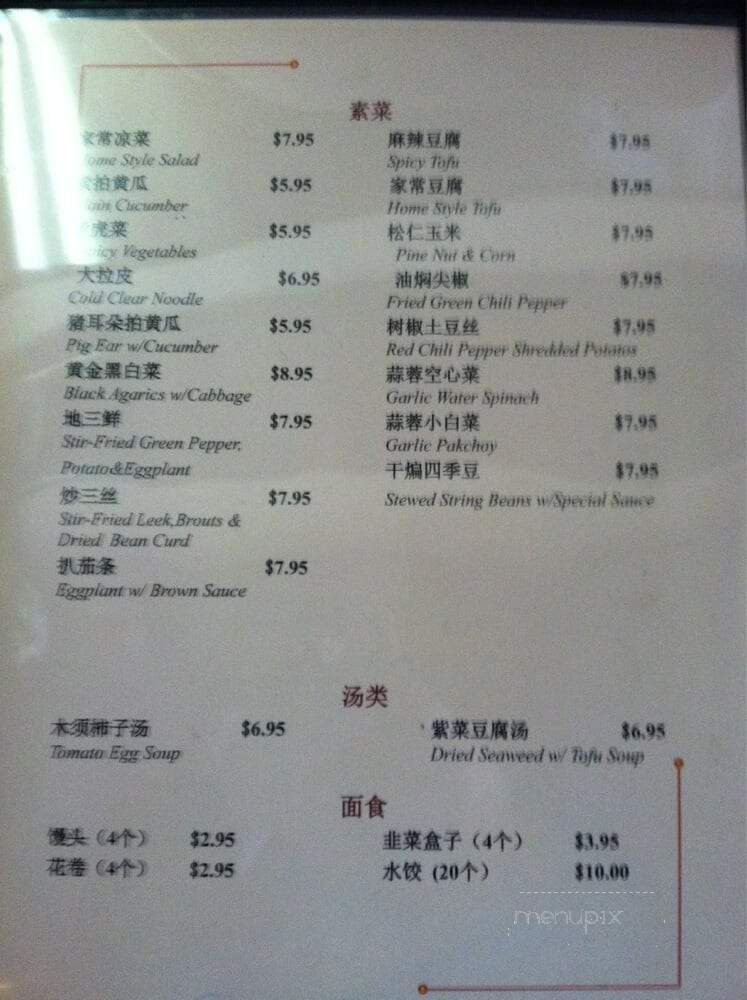 素菜
家常凉菜 $7.95
Home Style Salad
拍黄瓜 $5.95
Cucumber
虎菜 $5.95
Spicy Vegetables
大拉皮 $6.95
Cold Clear Noodle
猪耳朵拍黄瓜 $5.95
Pig Ear w/Cucumber
黄金黑白菜 $8.95
Black Agarics w/Cabbage
地三鲜 $7.95
Stir-Fried Green Pepper,
Potato&Eggplant
炒三丝 $7.95
Stir-Fried Leek,Brouts &
Dried Bean Curd
扒茄条 $7.95
Eggplant w/ Brown Sauce
麻辣豆腐 $7.95
Spicy Tofu
家常豆腐 $7.95
Home Style Tofu
松仁玉米 $7.95
Pine Nut & Corn
油焖尖椒 $7.95
Fried Green Chili Pepper
树椒土豆丝 $7.95
Red Chili Pepper Shredded Potatos
蒜蓉空心菜 $8.95
Garlic Water Spinach
蒜蓉小白菜 $7.95
Garlic Pakchoy
干煸四季豆 $7.95
Stewed String Beans w/Special Sauce
汤类
木须柿子汤 $6.95
Tomato Egg Soup
紫菜豆腐汤 $6.95
Dried Seaweed w/ Tofu Soup
面食
馒头（4个） $2.95
花卷（4个） $2.95
韭菜盒子（4个） $3.95
水饺 (20个） $10.00
menupix